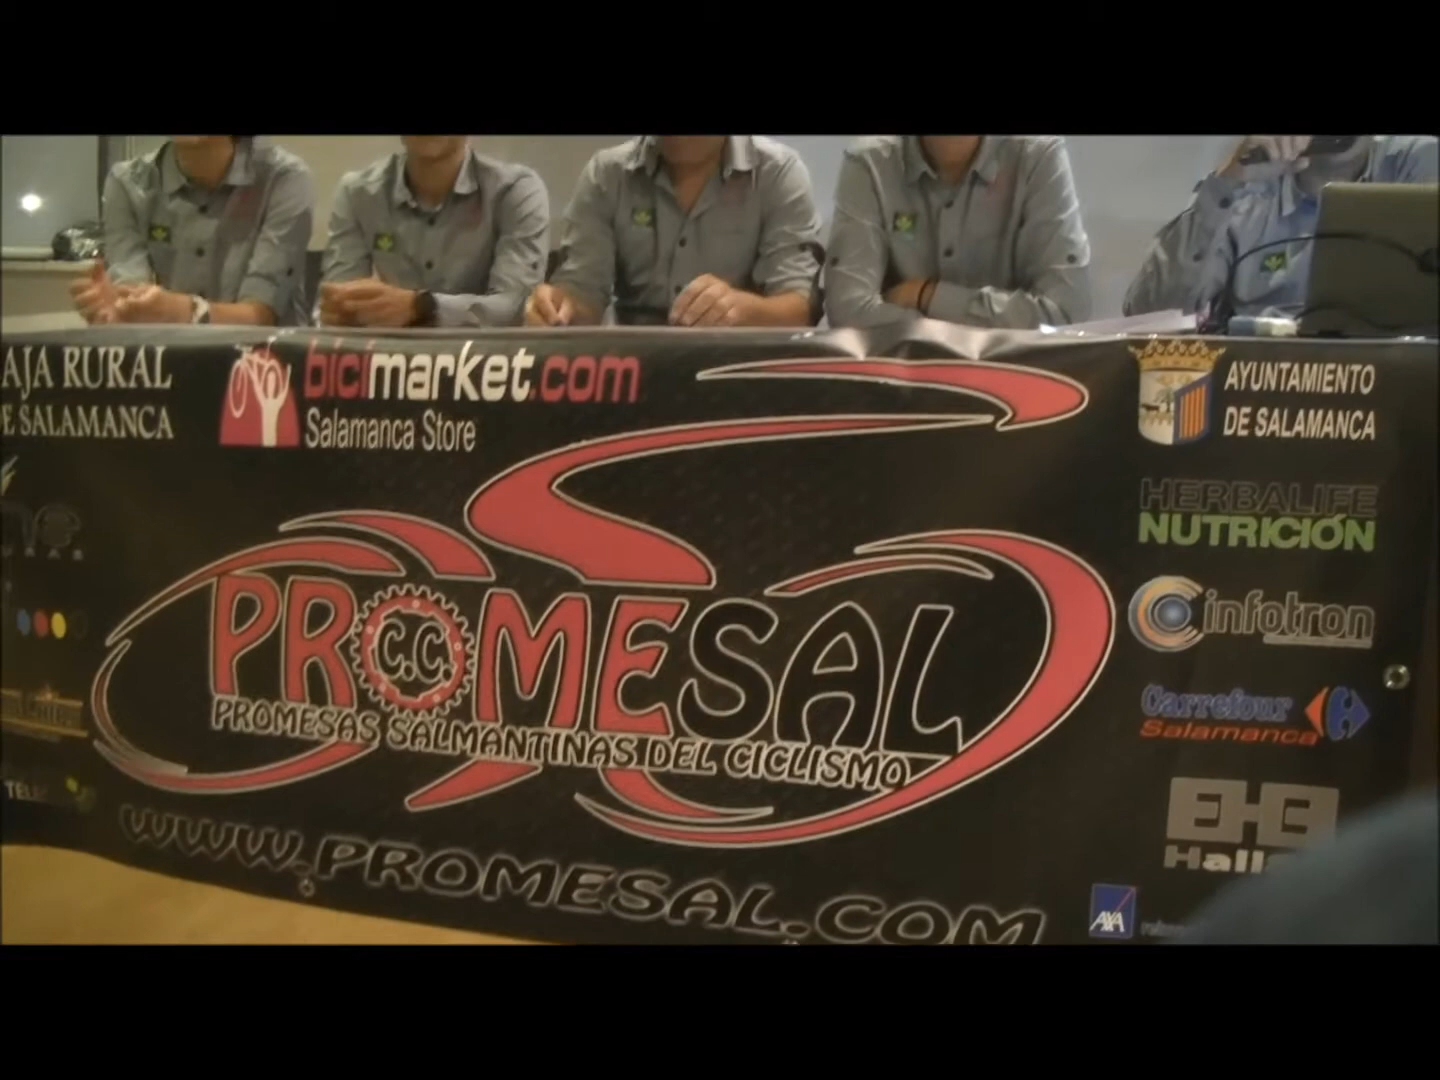 AJA RURAL
E SALAMANCA
bicimarket.com
Salamanca Store
AYUNTAMIENTO
DE SALAMANCA
HERBALIFE
NUTRICIÓN
infotron
Carrefour
Salamanca
PROMESAL
C.C.
PROMESAS SALMANTINAS DEL CICLISMO
WWW.PROMESAL.COM
AXA